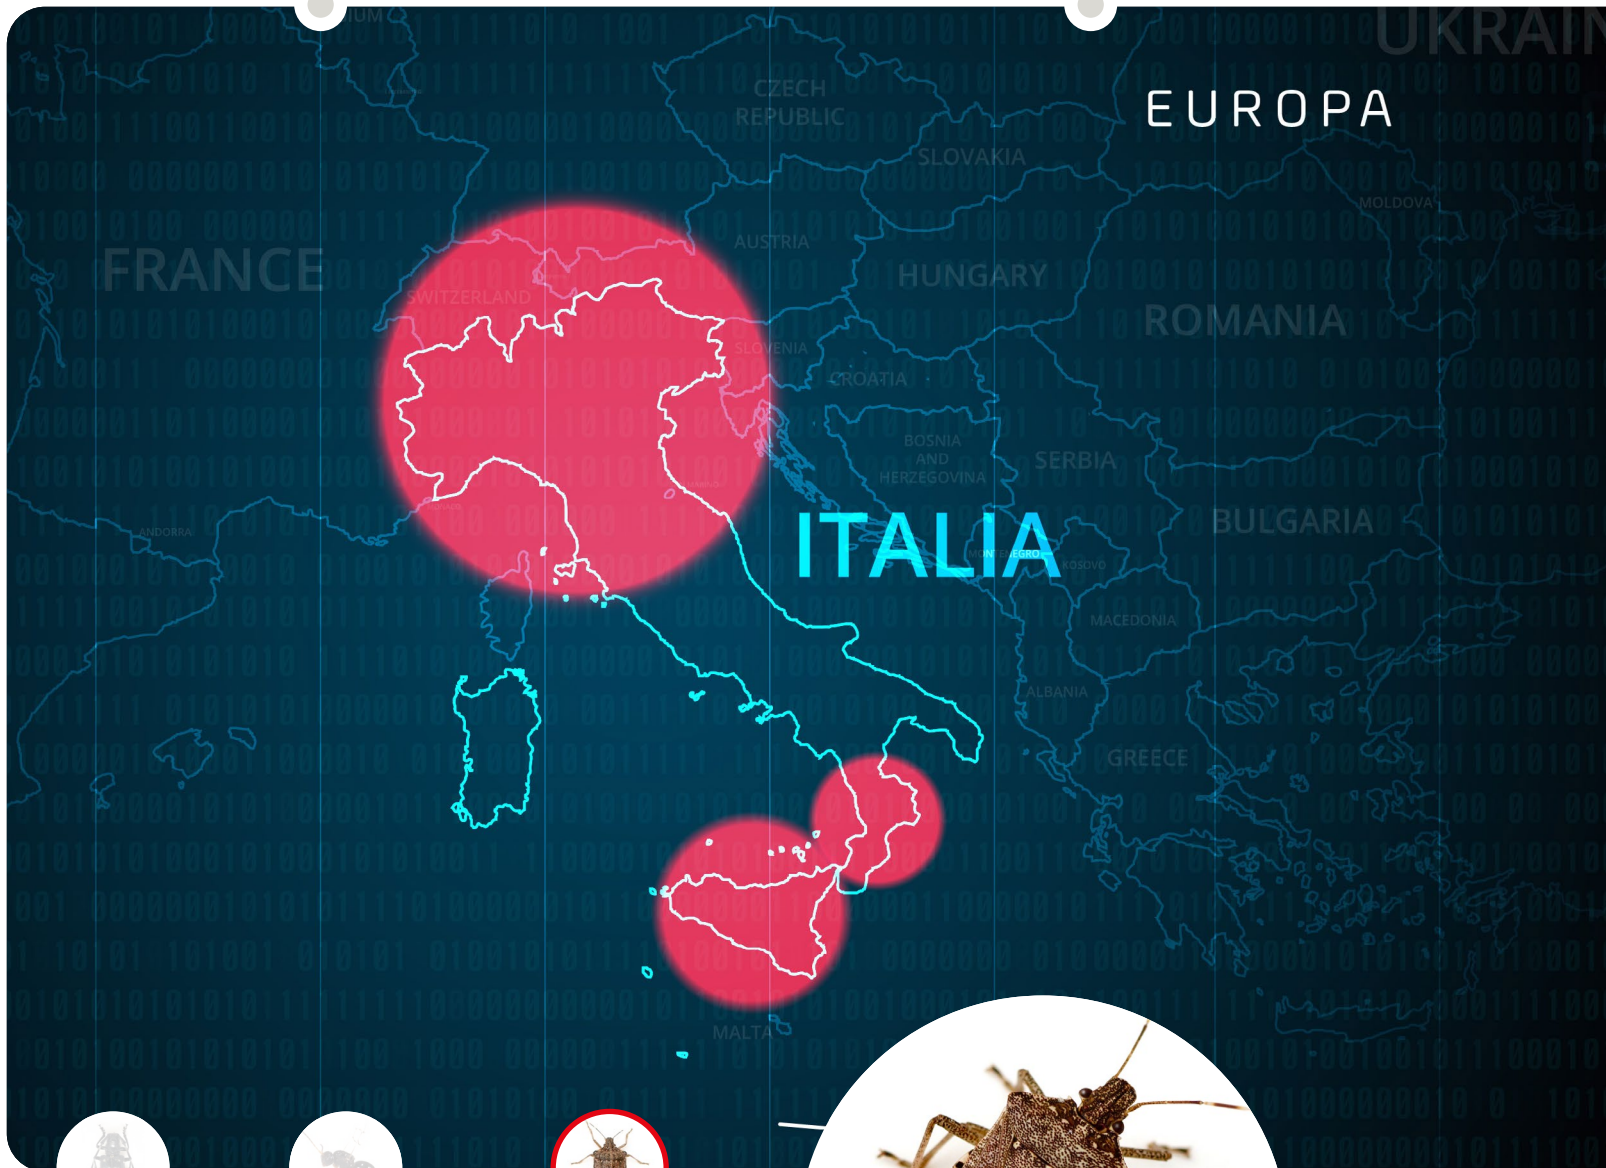 UKRAIN
EUROPA
CZECH
REPUBLIC
SLOVAKIA
MOLDOVA
AUSTRIA
FRANCE
HUNGARY
SWITZERLAND
ROMANIA
SLOVENIA
CROATIA
BOSNIA
AND
HERZEGOVINA
SERBIA
BULGARIA
ANDORRA
ITALIA
MONTENEGRO
KOSOVO
MACEDONIA
ALBANIA
GREECE
MALTA